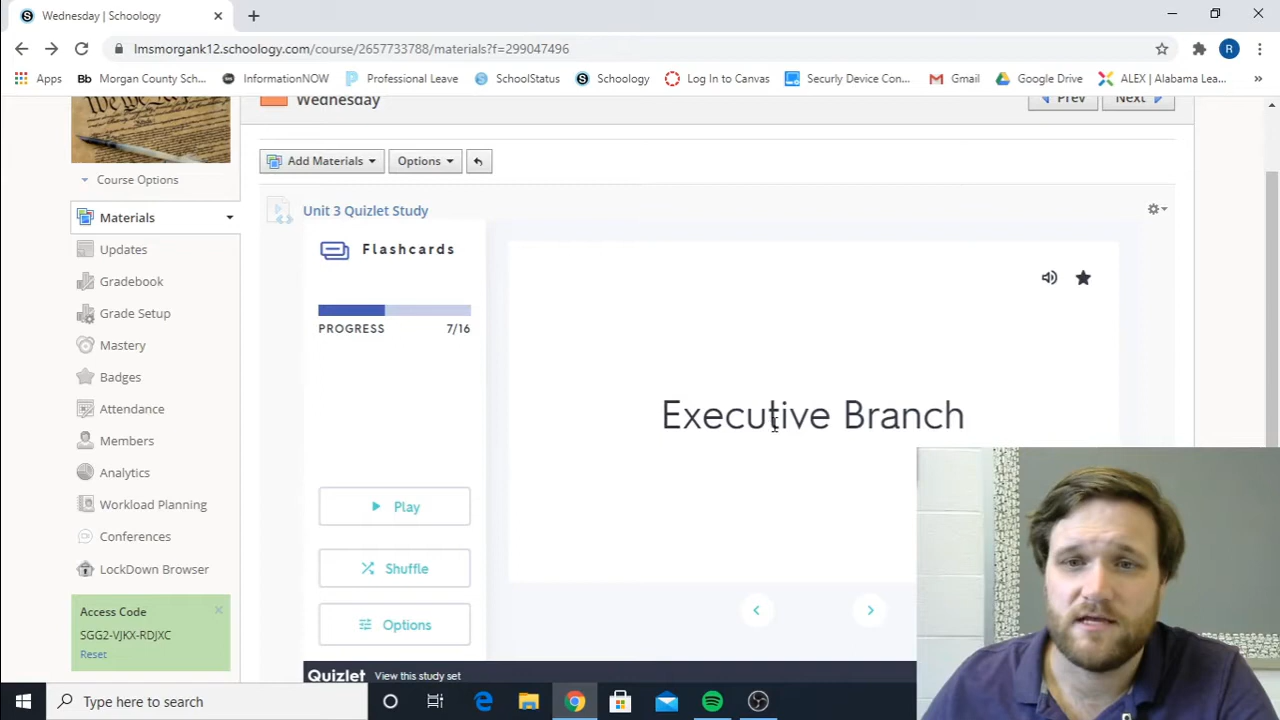 Wednesday | Schoology
lmsmorgank12.schoology.com/course/2657733788/materials?f=299047496
R
Apps
Bb Morgan County Sch...
InformationNOW
Professional Leave
SchoolStatus
Schoology
Log In to Canvas
Securly Device Con...
Gmail
Google Drive
ALEX | Alabama Lea...
»
We the
Wednesday
Prev
Next
Add Materials
Options
Course Options
Materials
Updates
Gradebook
Grade Setup
Mastery
Badges
Attendance
Members
Analytics
Workload Planning
Conferences
LockDown Browser
Access Code
SGG2-VJKX-RDJXC
Reset
Unit 3 Quizlet Study
Flashcards
PROGRESS 7/16
Play
Shuffle
Options
Executive Branch
Quizlet View this study set
Type here to search